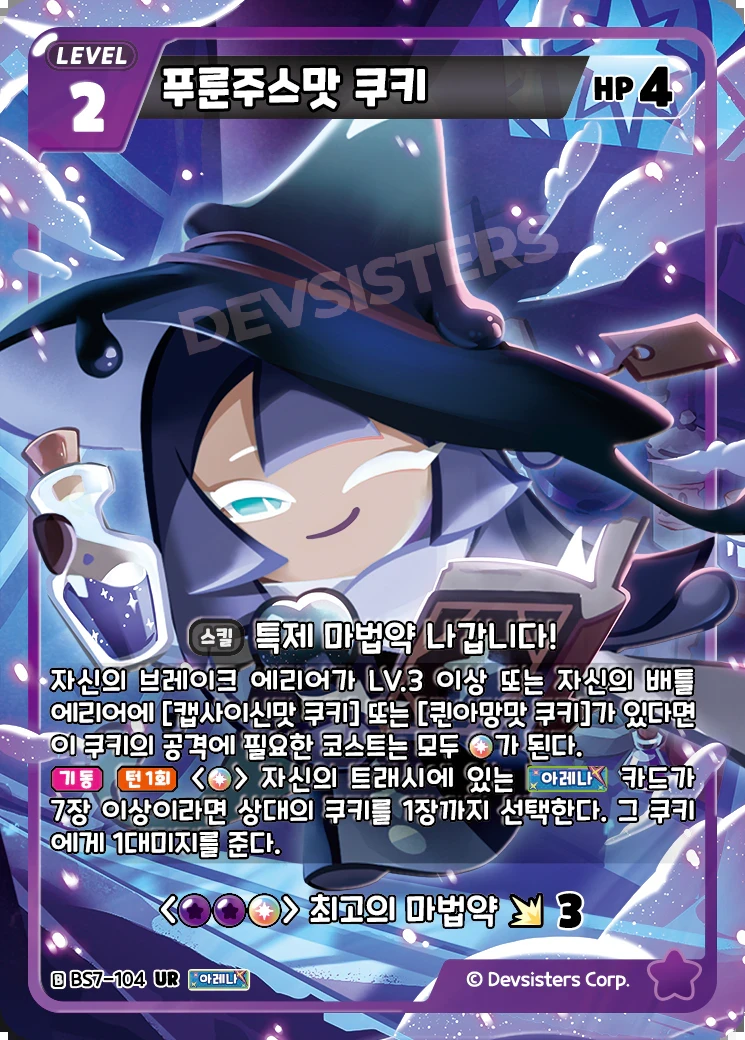 LEVEL
2
푸룬주스맛 쿠키
HP 4
DEVSISTERS
스킬 특제 마법약 나갑니다!
자신의 브레이크 에리어가 LV.3 이상 또는 자신의 배틀
에리어에 [캡사이신맛 쿠키] 또는 [퀸아망맛 쿠키]가 있다면
이 쿠키의 공격에 필요한 코스트는 모두 가 된다.
기동 턴 1회 < > 자신의 트래시에 있는 아레나 카드가
7장 이상이라면 상대의 쿠키를 1장까지 선택한다. 그 쿠키
에게 1대미지를 준다.
< > 최고의 마법약 3
B BS7-104 UR 아레나
© Devsisters Corp.